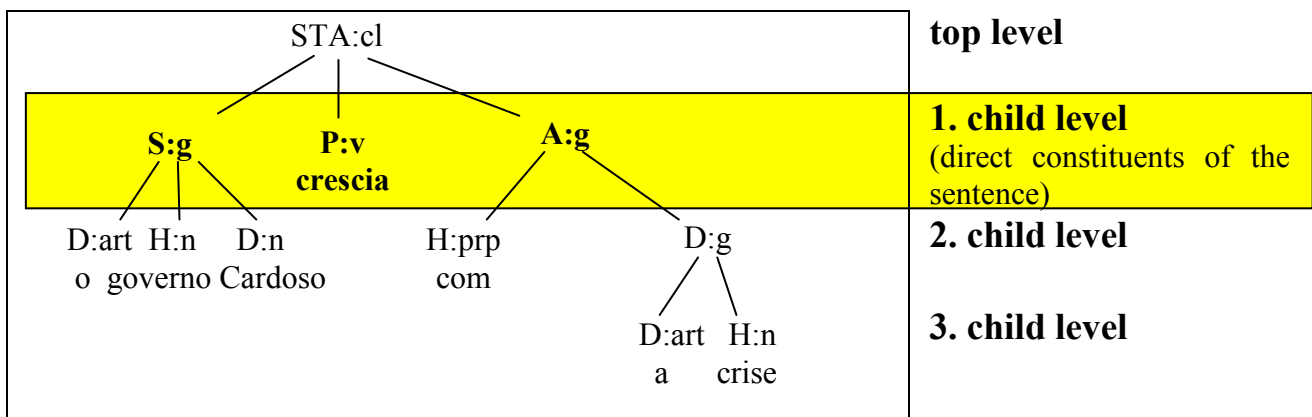 STA:cl
top level
S:g P:v A:g
crescia
1. child level
(direct constituents of the
sentence)
D:art H:n D:n H:prp D:g
o governo Cardoso com
2. child level
D:art H:n
a crise
3. child level